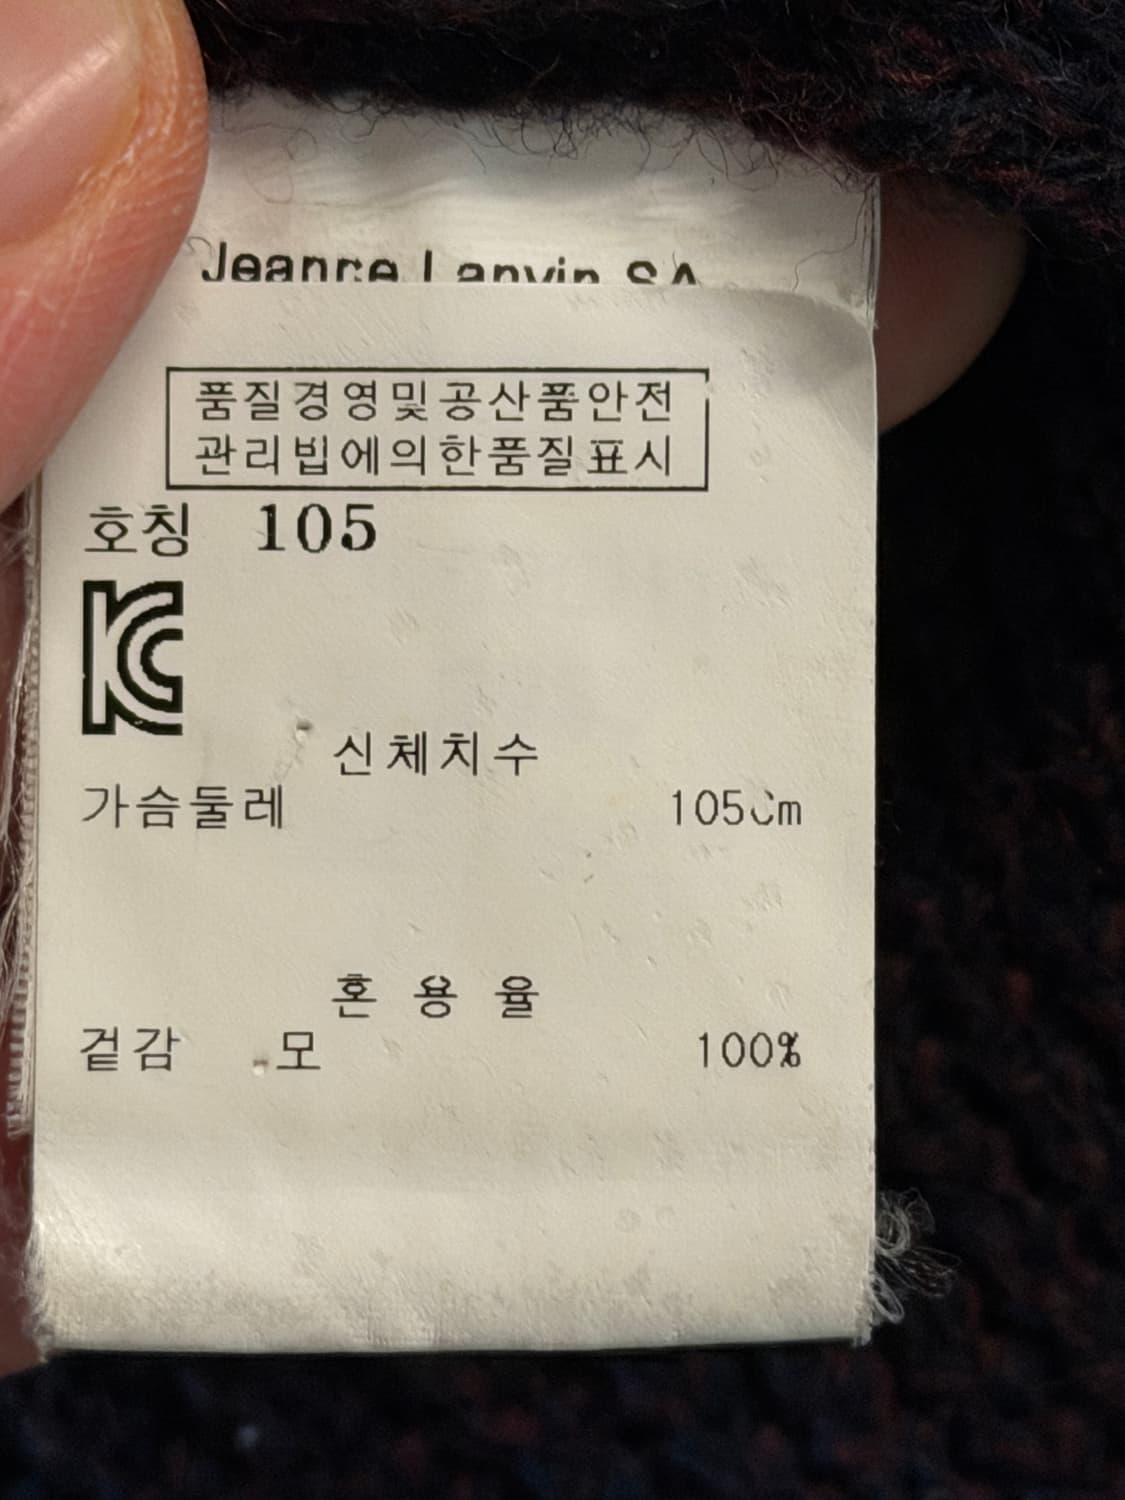 Jeanne Lanvin SA
품질경영및공산품안전
관리법에의한품질표시
호칭 105
KC
신체치수
가슴둘레 105Cm
혼 용 율
겉감 모 100%